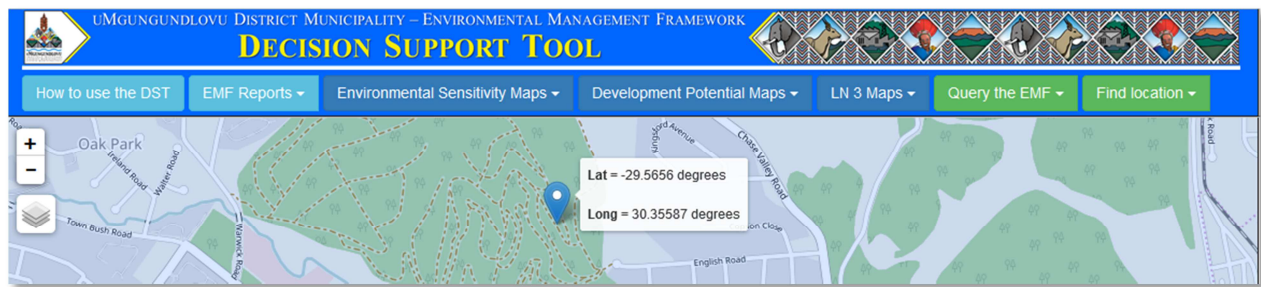 uMgungundlovu District Municipality – Environmental Management Framework
Decision Support Tool
How to use the DST
EMF Reports
Environmental Sensitivity Maps
Development Potential Maps
LN 3 Maps
Query the EMF
Find location
+
-
Oak Park
Ireland Road
Walter Road
Town Bush Road
Warwick Road
Chase Valley Road
English Road
Lat = -29.5656 degrees
Long = 30.35587 degrees